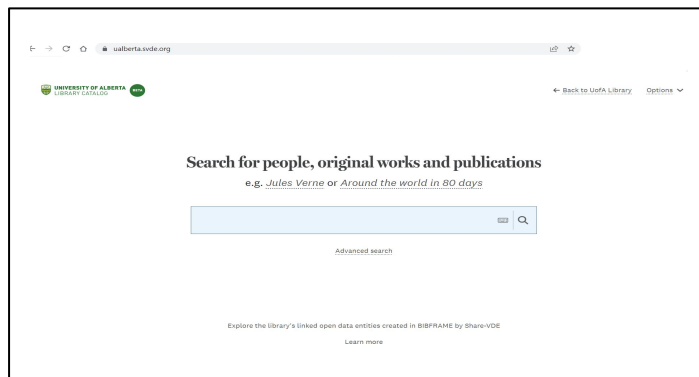 ualberta.svde.org
UNIVERSITY OF ALBERTA
LIBRARY CATALOG
BETA
← Back to UofA Library
Options
Search for people, original works and publications
e.g. Jules Verne or Around the world in 80 days
Advanced search
Explore the library's linked open data entities created in BIBFRAME by Share-VDE
Learn more